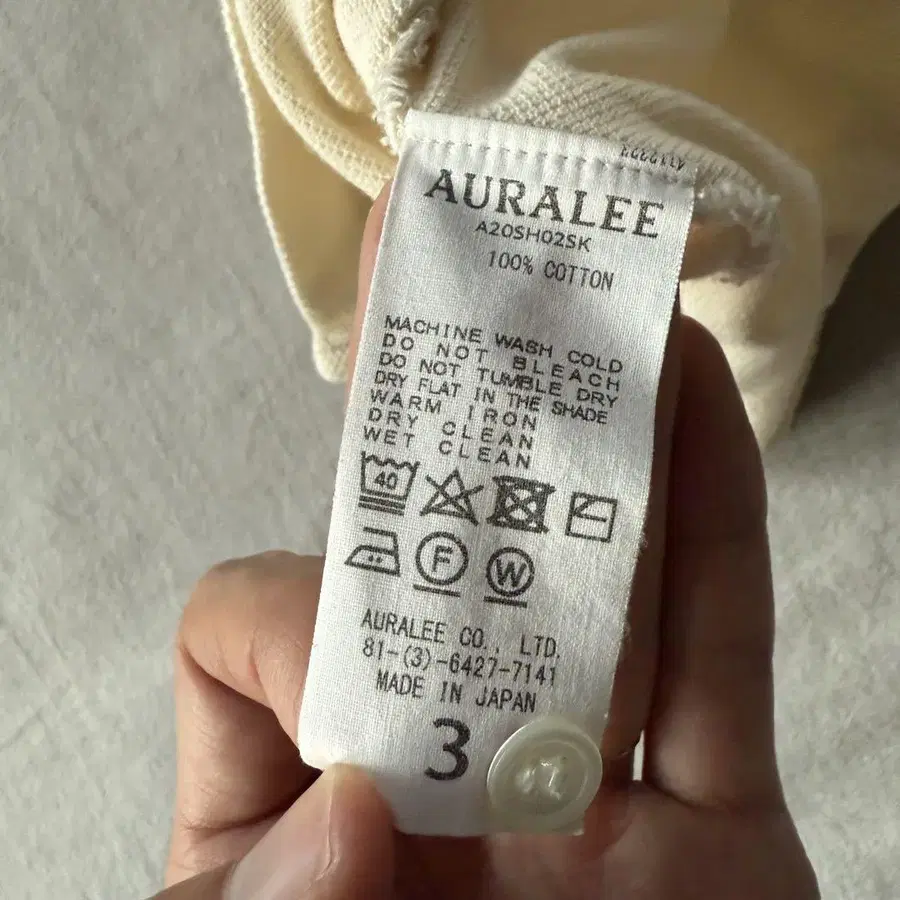 AURALEE
A20SH02SK
100% COTTON
MACHINE WASH COLD
DO NOT BLEACH
DO NOT TUMBLE DRY
DRY FLAT IN THE SHADE
WARM IRON
DRY CLEAN
WET CLEAN
40
F W
AURALEE CO., LTD.
81-(3)-6427-7141
MADE IN JAPAN
3